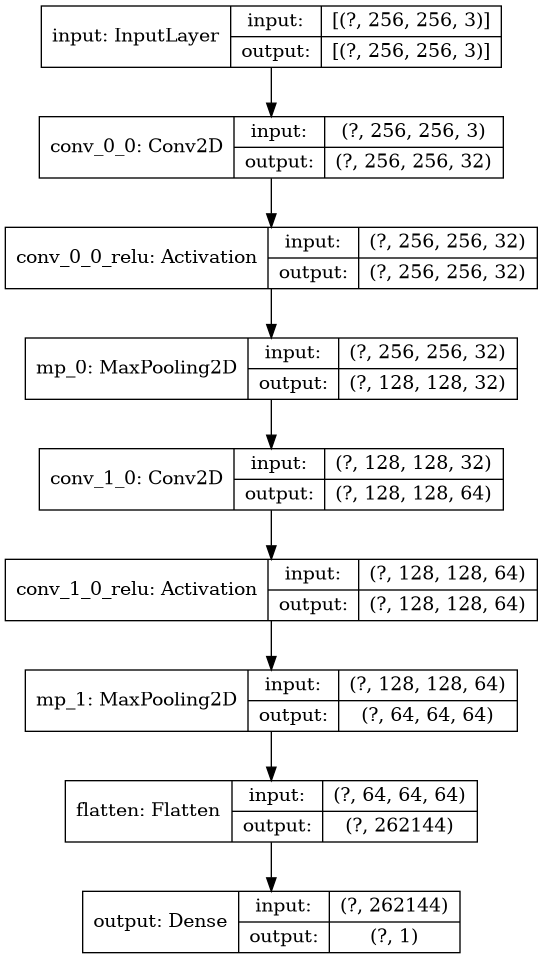 input: InputLayer
input:
[(?, 256, 256, 3)]
output:
[(?, 256, 256, 3)]
conv_0_0: Conv2D
input:
(?, 256, 256, 3)
output:
(?, 256, 256, 32)
conv_0_0_relu: Activation
input:
(?, 256, 256, 32)
output:
(?, 256, 256, 32)
mp_0: MaxPooling2D
input:
(?, 256, 256, 32)
output:
(?, 128, 128, 32)
conv_1_0: Conv2D
input:
(?, 128, 128, 32)
output:
(?, 128, 128, 64)
conv_1_0_relu: Activation
input:
(?, 128, 128, 64)
output:
(?, 128, 128, 64)
mp_1: MaxPooling2D
input:
(?, 128, 128, 64)
output:
(?, 64, 64, 64)
flatten: Flatten
input:
(?, 64, 64, 64)
output:
(?, 262144)
output: Dense
input:
(?, 262144)
output:
(?, 1)